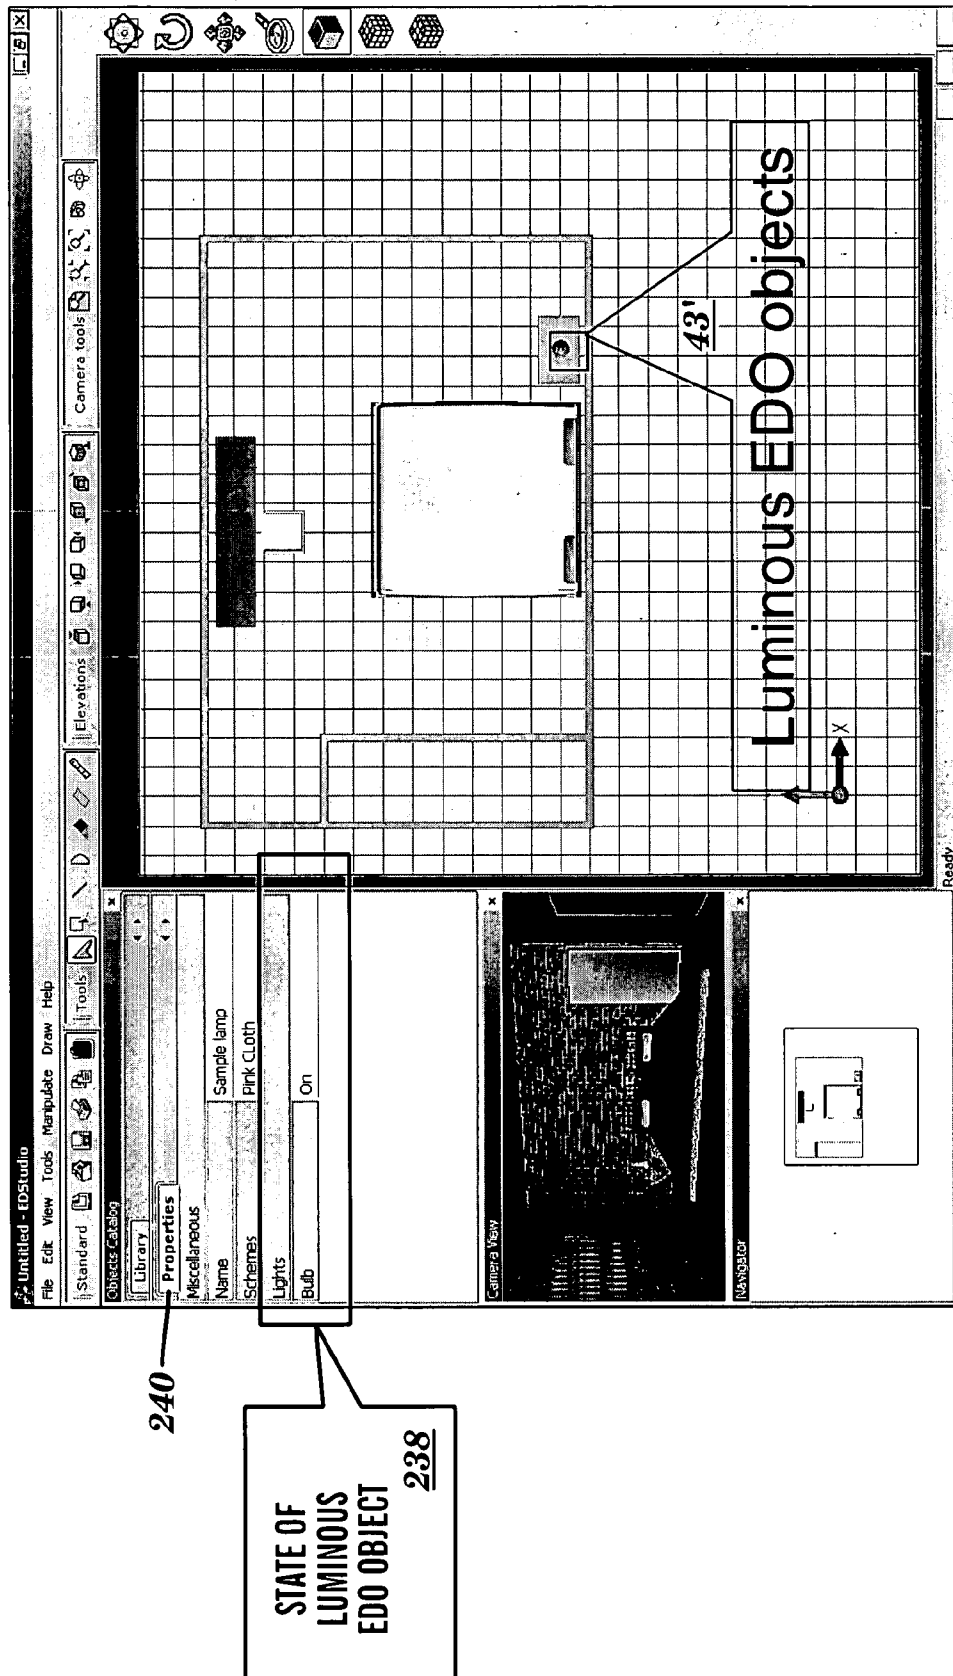 Untitled - EDStudio
File Edit View Tools Manipulate Draw Help
Standard Tools Elevations Camera tools
Objects Catalog
Library
Properties
Miscellaneous
Name Sample lamp
Schemes Pink CLoth
Lights
Bulb On
Camera View
Navigator
Ready
X
Luminous EDO objects
43'
240
STATE OF
LUMINOUS
EDO OBJECT
238